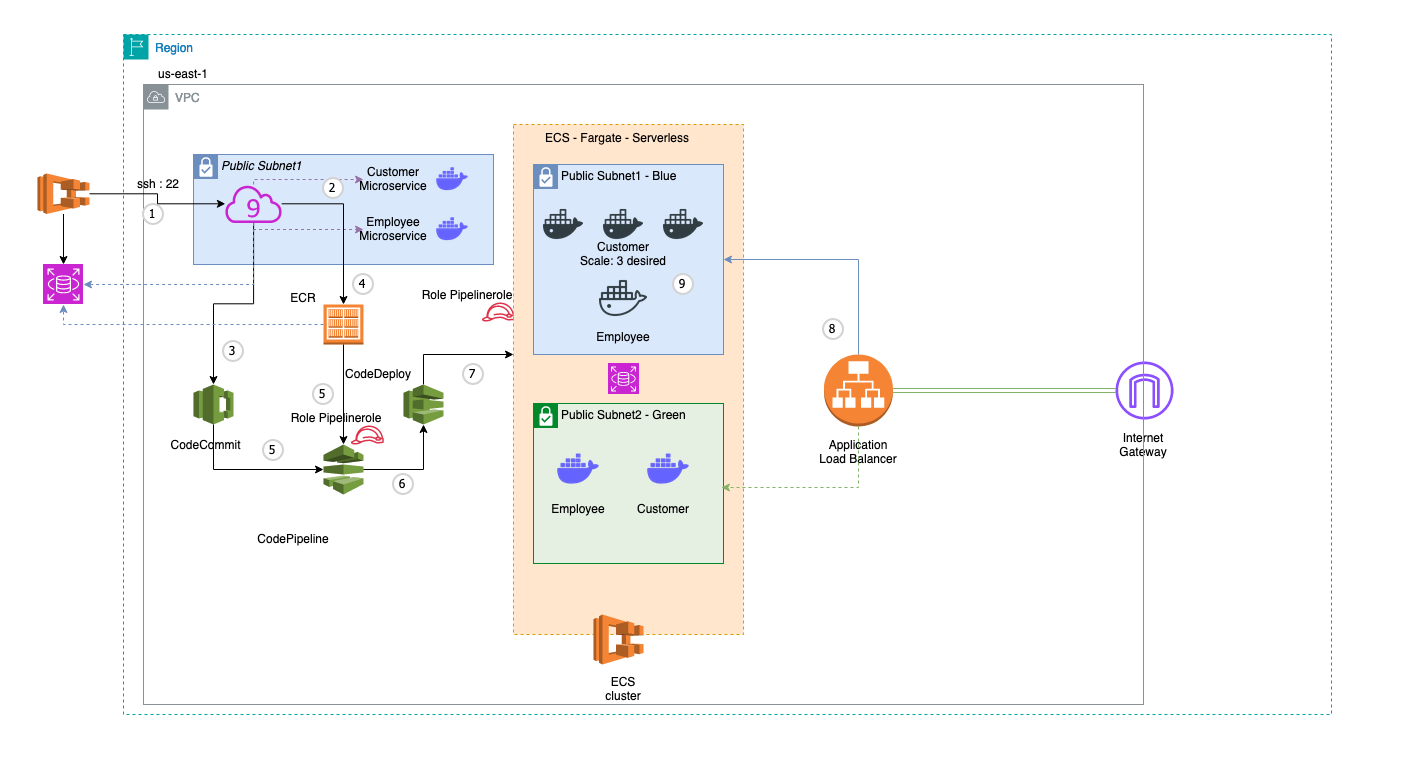 Region
us-east-1
VPC
ECS - Fargate - Serverless
Public Subnet1
ssh : 22
1
9
2
Customer
Microservice
Employee
Microservice
Public Subnet1 - Blue
Customer
Scale: 3 desired
9
Employee
ECR
4
Role Pipelinerole
3
5
CodeDeploy
7
8
Role Pipelinerole
CodeCommit
5
6
CodePipeline
Public Subnet2 - Green
Employee
Customer
Application
Load Balancer
Internet
Gateway
ECS
cluster